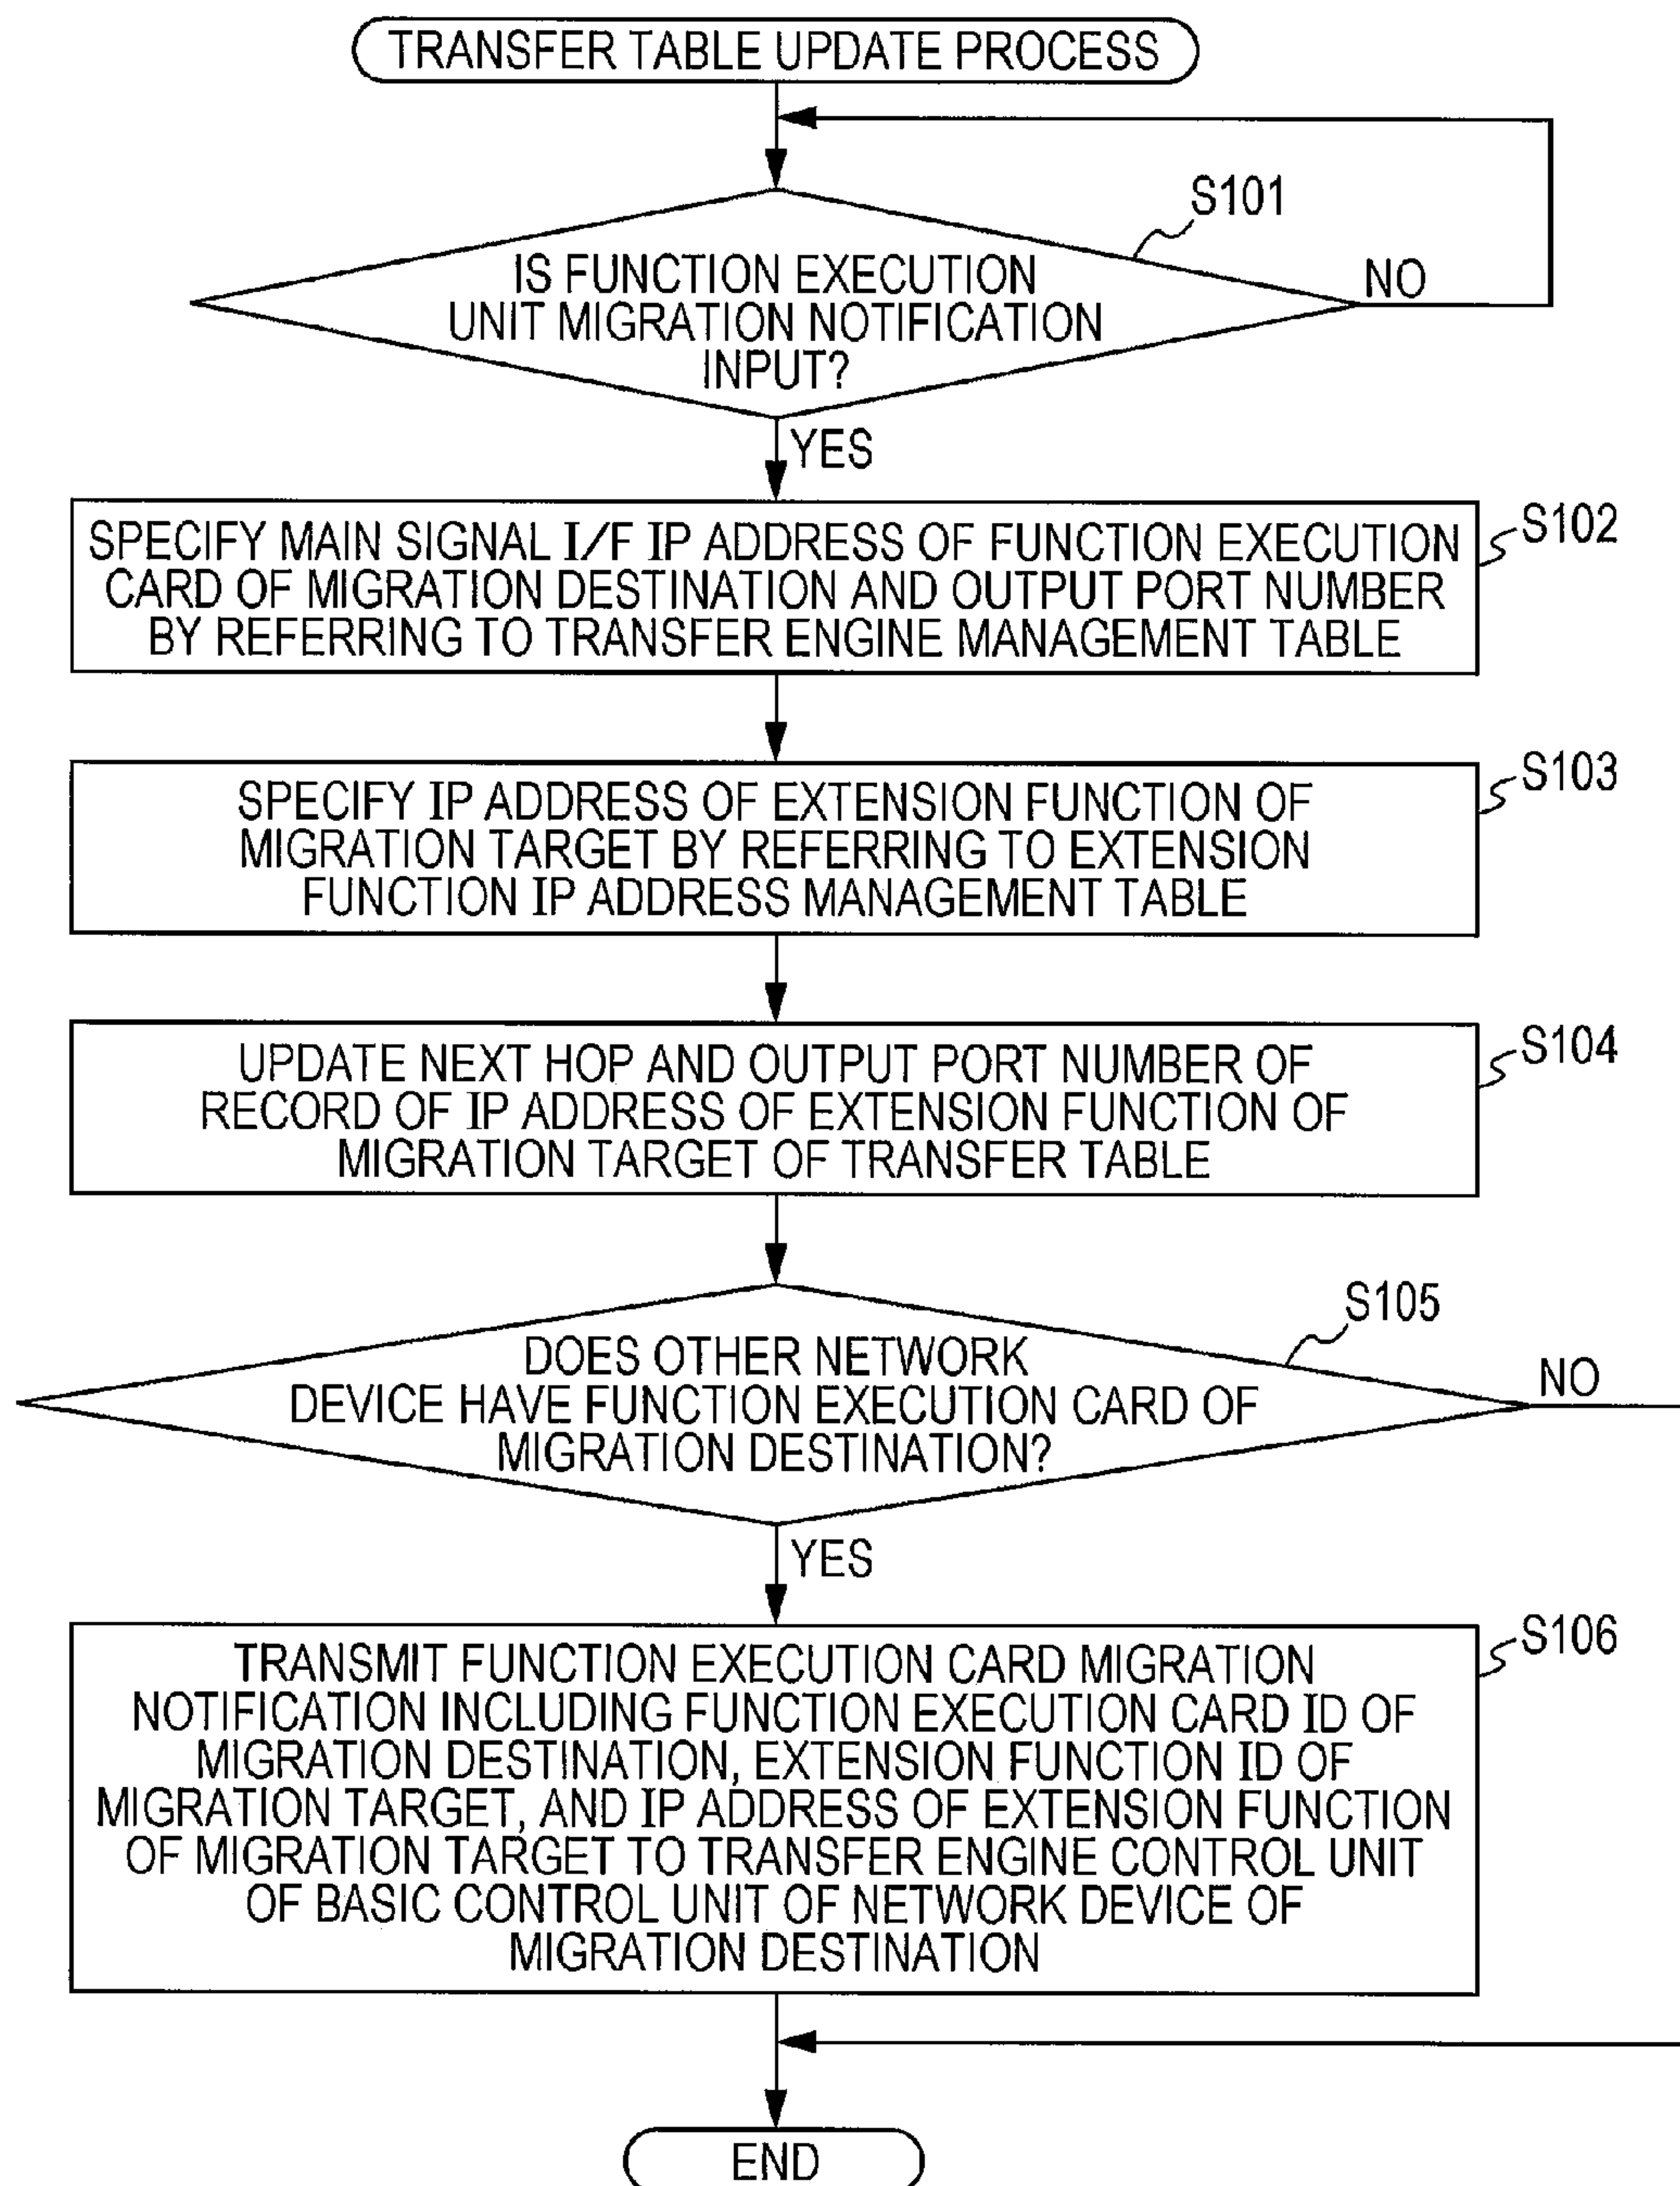 TRANSFER TABLE UPDATE PROCESS
S101
IS FUNCTION EXECUTION
UNIT MIGRATION NOTIFICATION
INPUT?
NO
YES
S102
SPECIFY MAIN SIGNAL I/F IP ADDRESS OF FUNCTION EXECUTION
CARD OF MIGRATION DESTINATION AND OUTPUT PORT NUMBER
BY REFERRING TO TRANSFER ENGINE MANAGEMENT TABLE
S103
SPECIFY IP ADDRESS OF EXTENSION FUNCTION OF
MIGRATION TARGET BY REFERRING TO EXTENSION
FUNCTION IP ADDRESS MANAGEMENT TABLE
S104
UPDATE NEXT HOP AND OUTPUT PORT NUMBER OF
RECORD OF IP ADDRESS OF EXTENSION FUNCTION OF
MIGRATION TARGET OF TRANSFER TABLE
S105
DOES OTHER NETWORK
DEVICE HAVE FUNCTION EXECUTION CARD OF
MIGRATION DESTINATION?
NO
YES
S106
TRANSMIT FUNCTION EXECUTION CARD MIGRATION
NOTIFICATION INCLUDING FUNCTION EXECUTION CARD ID OF
MIGRATION DESTINATION, EXTENSION FUNCTION ID OF
MIGRATION TARGET, AND IP ADDRESS OF EXTENSION FUNCTION
OF MIGRATION TARGET TO TRANSFER ENGINE CONTROL UNIT
OF BASIC CONTROL UNIT OF NETWORK DEVICE OF
MIGRATION DESTINATION
END